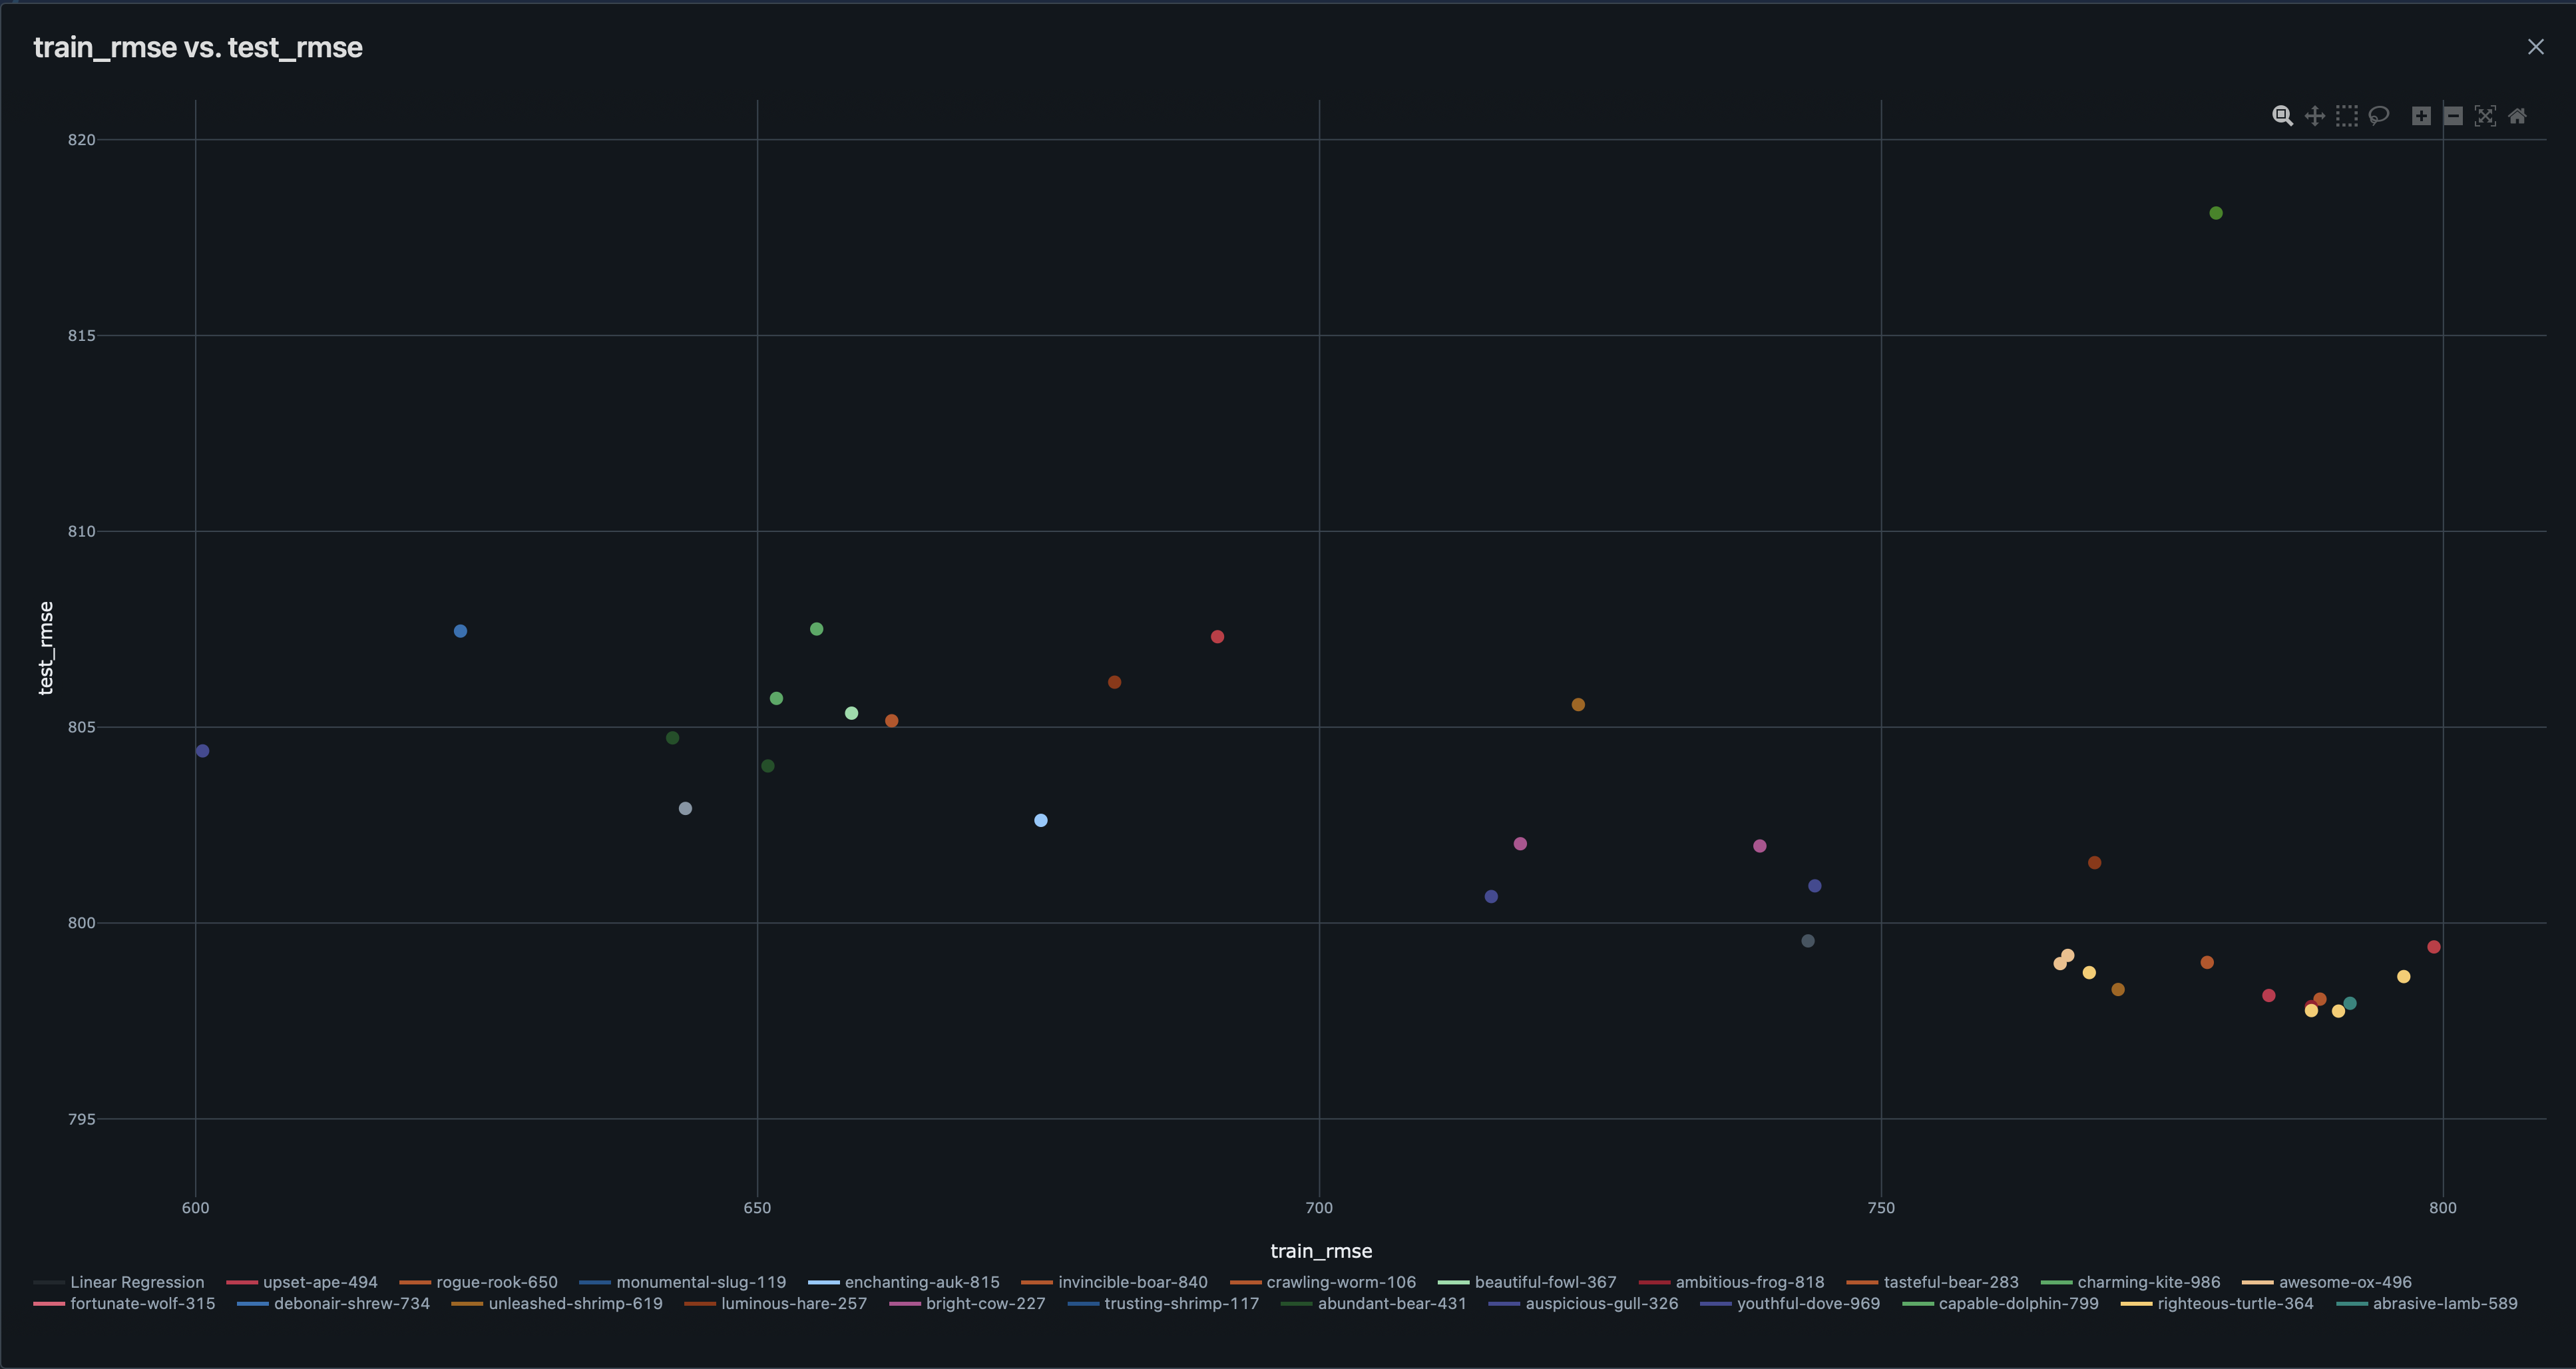 train_rmse vs. test_rmse
820
815
810
805
800
795
test_rmse
600 650 700 750 800
train_rmse
Linear Regression upset-ape-494 rogue-rook-650 monumental-slug-119 enchanting-auk-815 invincible-boar-840 crawling-worm-106 beautiful-fowl-367 ambitious-frog-818 tasteful-bear-283 charming-kite-986 awesome-ox-496
fortunate-wolf-315 debonair-shrew-734 unleashed-shrimp-619 luminous-hare-257 bright-cow-227 trusting-shrimp-117 abundant-bear-431 auspicious-gull-326 youthful-dove-969 capable-dolphin-799 righteous-turtle-364 abrasive-lamb-589